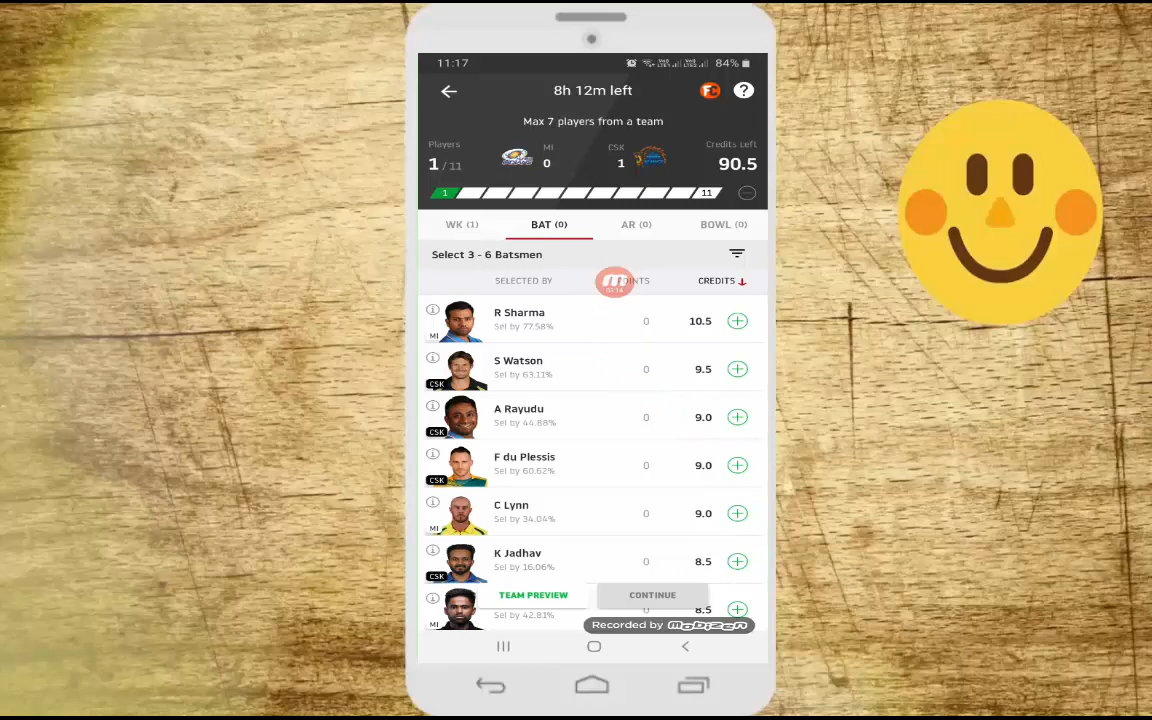 11:17
84%
8h 12m left
FC
?
Max 7 players from a team
Players
MI
CSK
Credits Left
1 / 11
0
1
90.5
1
11
WK (1)
BAT (0)
AR (0)
BOWL (0)
Select 3 - 6 Batsmen
SELECTED BY
CREDITS
R Sharma
Sel by 77.58%
0
10.5
MI
S Watson
Sel by 63.11%
0
9.5
CSK
A Rayudu
Sel by 44.88%
0
9.0
CSK
F du Plessis
Sel by 60.62%
0
9.0
CSK
C Lynn
Sel by 34.04%
0
9.0
MI
K Jadhav
Sel by 16.06%
0
8.5
CSK
TEAM PREVIEW
CONTINUE
Sel by 42.81%
0
8.5
MI
Recorded by mobizen